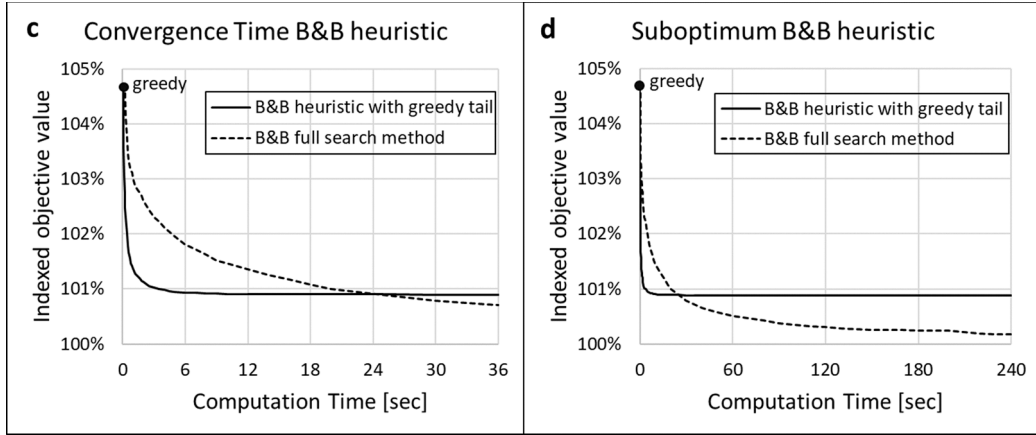 c Convergence Time B&B heuristic
105%
104%
103%
102%
101%
100%
Indexed objective value
greedy
B&B heuristic with greedy tail
B&B full search method
0 6 12 18 24 30 36
Computation Time [sec]
d Suboptimum B&B heuristic
105%
104%
103%
102%
101%
100%
Indexed objective value
greedy
B&B heuristic with greedy tail
B&B full search method
0 60 120 180 240
Computation Time [sec]